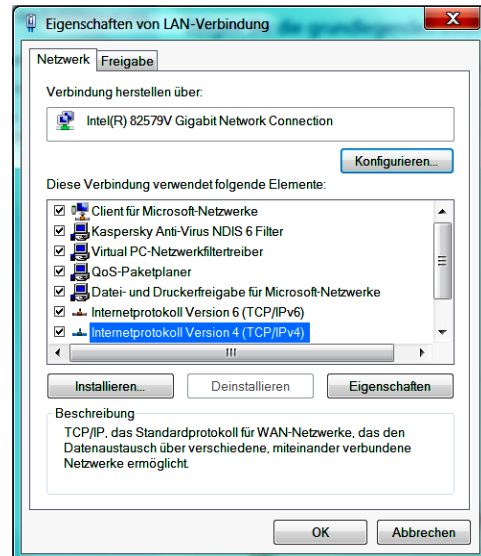 Eigenschaften von LAN-Verbindung
Netzwerk Freigabe
Verbindung herstellen über:
Intel(R) 82579V Gigabit Network Connection
Konfigurieren...
Diese Verbindung verwendet folgende Elemente:
Client für Microsoft-Netzwerke
Kaspersky Anti-Virus NDIS 6 Filter
Virtual PC-Netzwerkfiltertreiber
QoS-Paketplaner
Datei- und Druckerfreigabe für Microsoft-Netzwerke
Internetprotokoll Version 6 (TCP/IPv6)
Internetprotokoll Version 4 (TCP/IPv4)
Installieren... Deinstallieren Eigenschaften
Beschreibung
TCP/IP, das Standardprotokoll für WAN-Netzwerke, das den
Datenaustausch über verschiedene, miteinander verbundene
Netzwerke ermöglicht.
OK Abbrechen